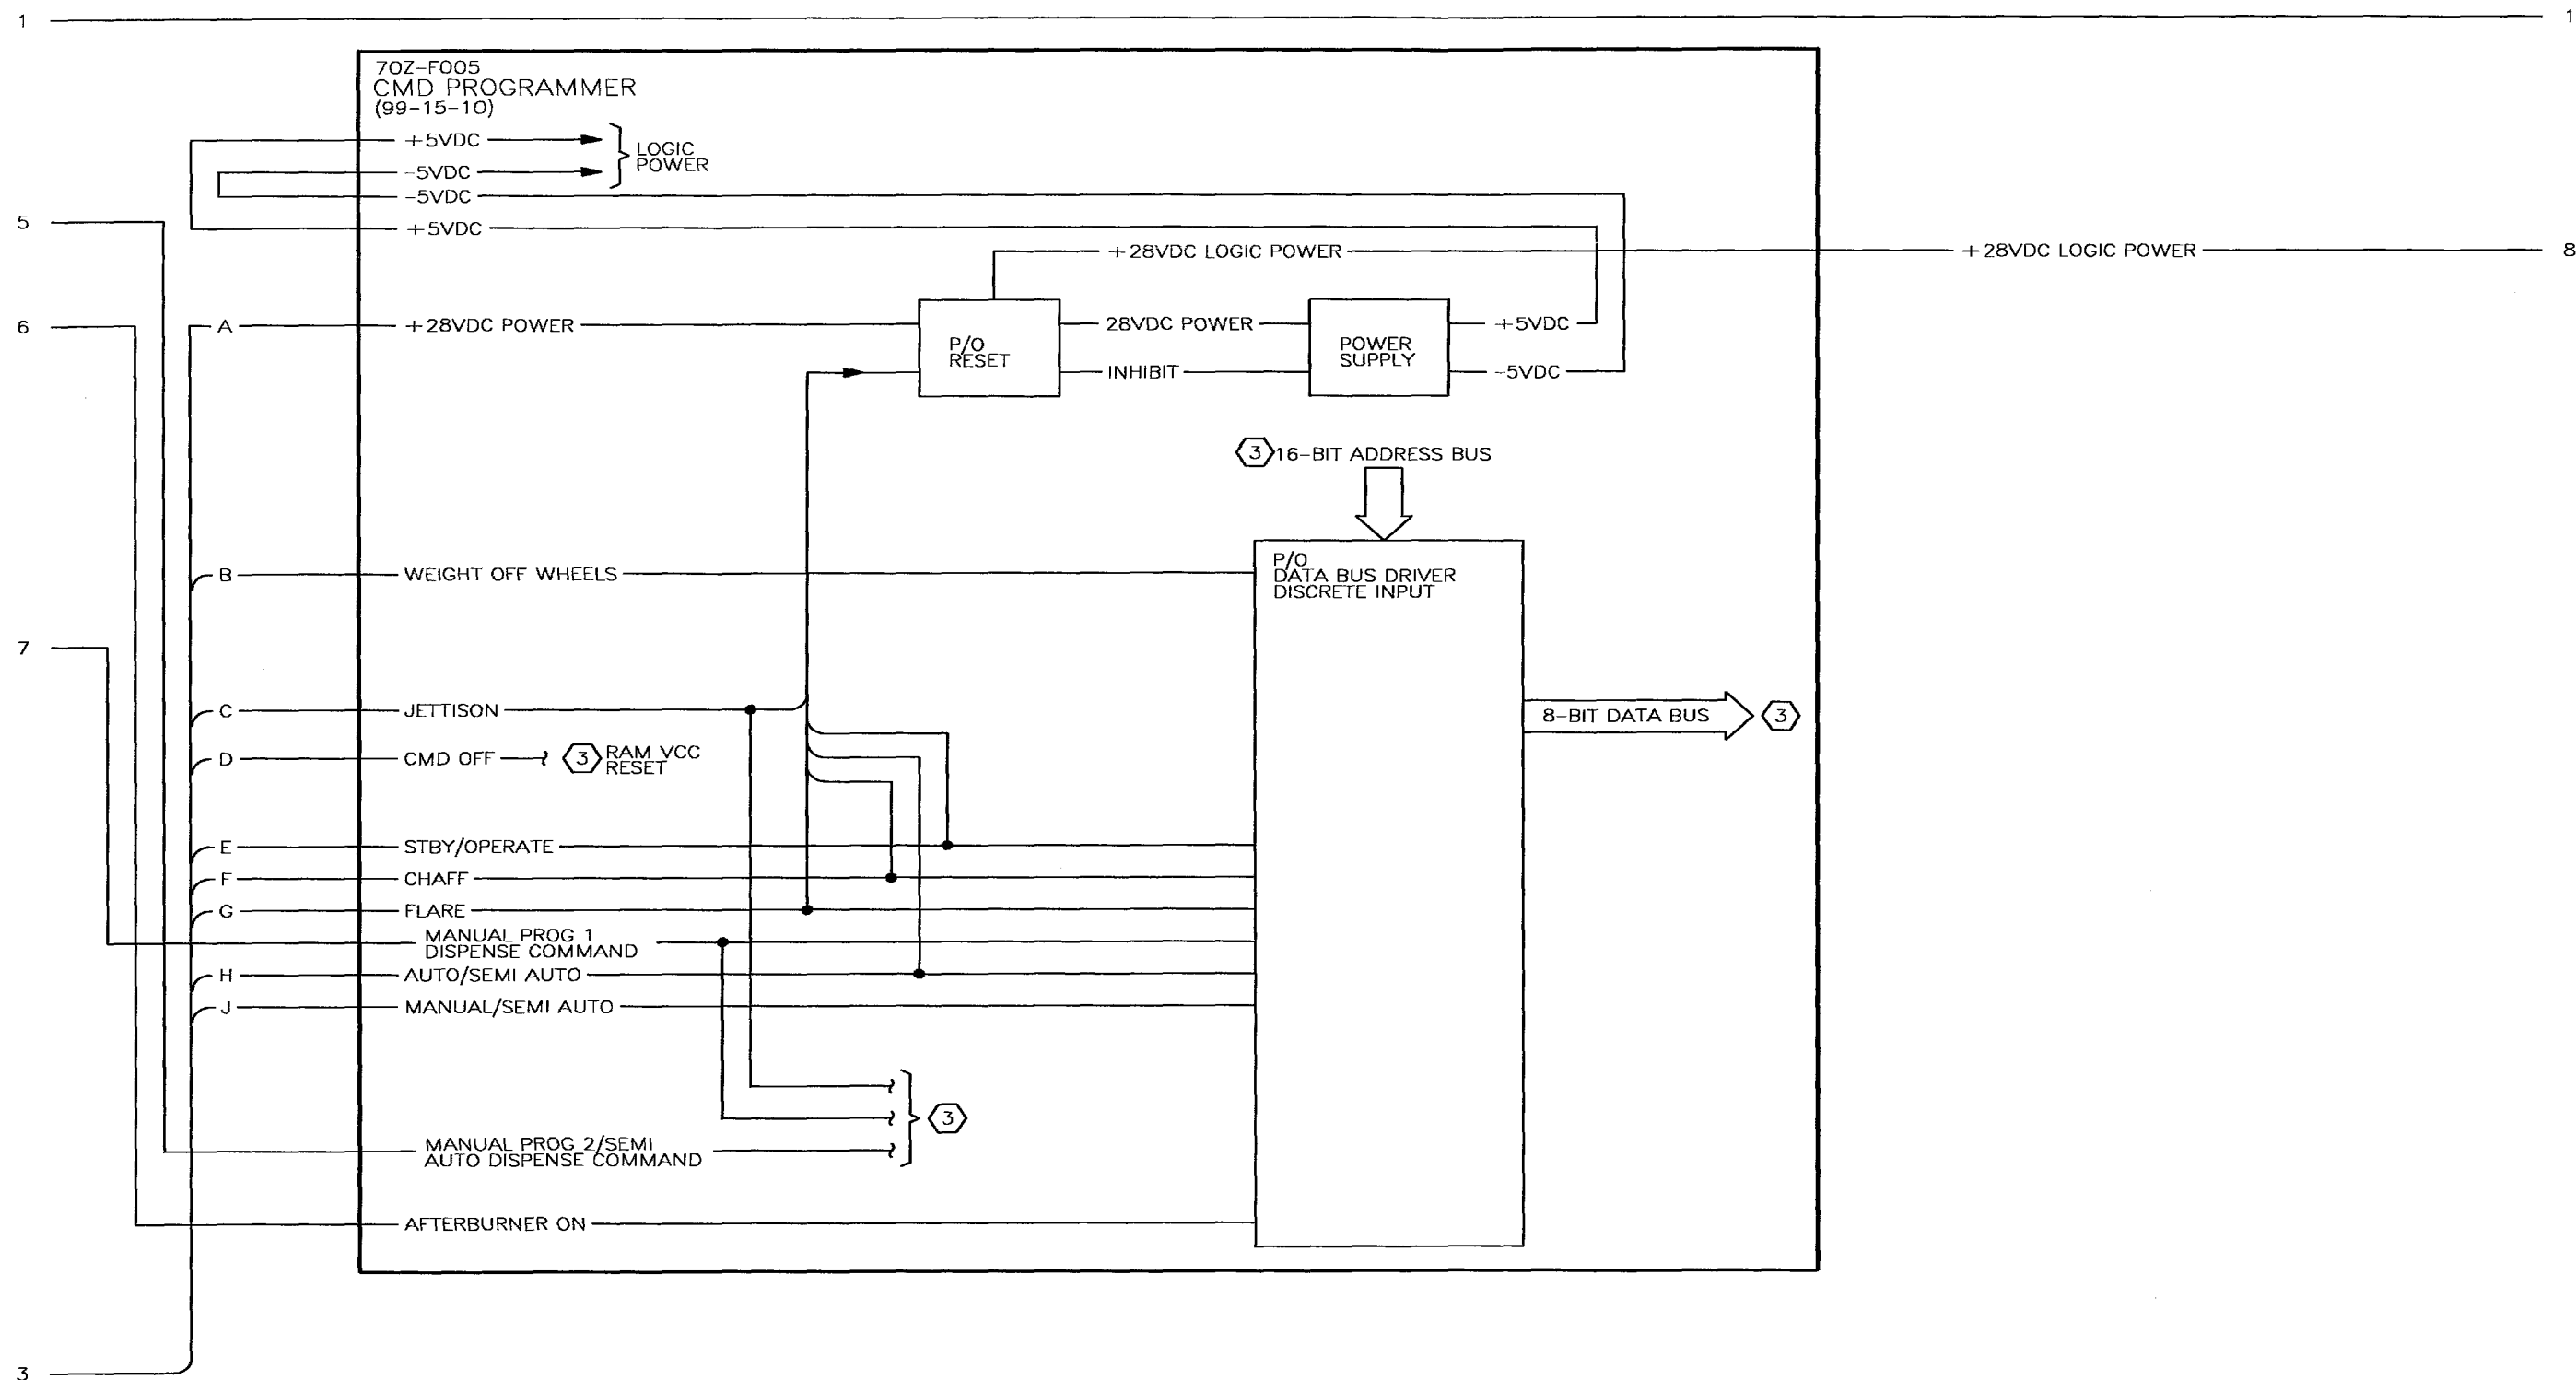 1
1
70Z-F005
CMD PROGRAMMER
(99-15-10)
+5VDC
LOGIC
POWER
-5VDC
-5VDC
5
+5VDC
+28VDC LOGIC POWER
+28VDC LOGIC POWER
8
6
A
+28VDC POWER
P/O
RESET
28VDC POWER
INHIBIT
POWER
SUPPLY
+5VDC
-5VDC
3
16-BIT ADDRESS BUS
B
WEIGHT OFF WHEELS
P/O
DATA BUS DRIVER
DISCRETE INPUT
7
C
JETTISON
8-BIT DATA BUS
3
D
CMD OFF
3
RAM VCC
RESET
E
STBY/OPERATE
F
CHAFF
G
FLARE
MANUAL PROG 1
DISPENSE COMMAND
H
AUTO/SEMI AUTO
J
MANUAL/SEMI AUTO
3
MANUAL PROG 2/SEMI
AUTO DISPENSE COMMAND
AFTERBURNER ON
3